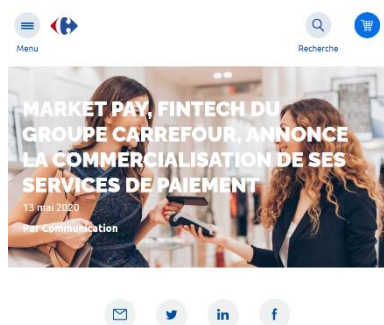 Menu
Recherche
MARKET PAY, FINTECH DU
GROUPE CARREFOUR, ANNONCE
LA COMMERCIALISATION DE SES
SERVICES DE PAIEMENT
13 mai 2020
Par Communication
in
f